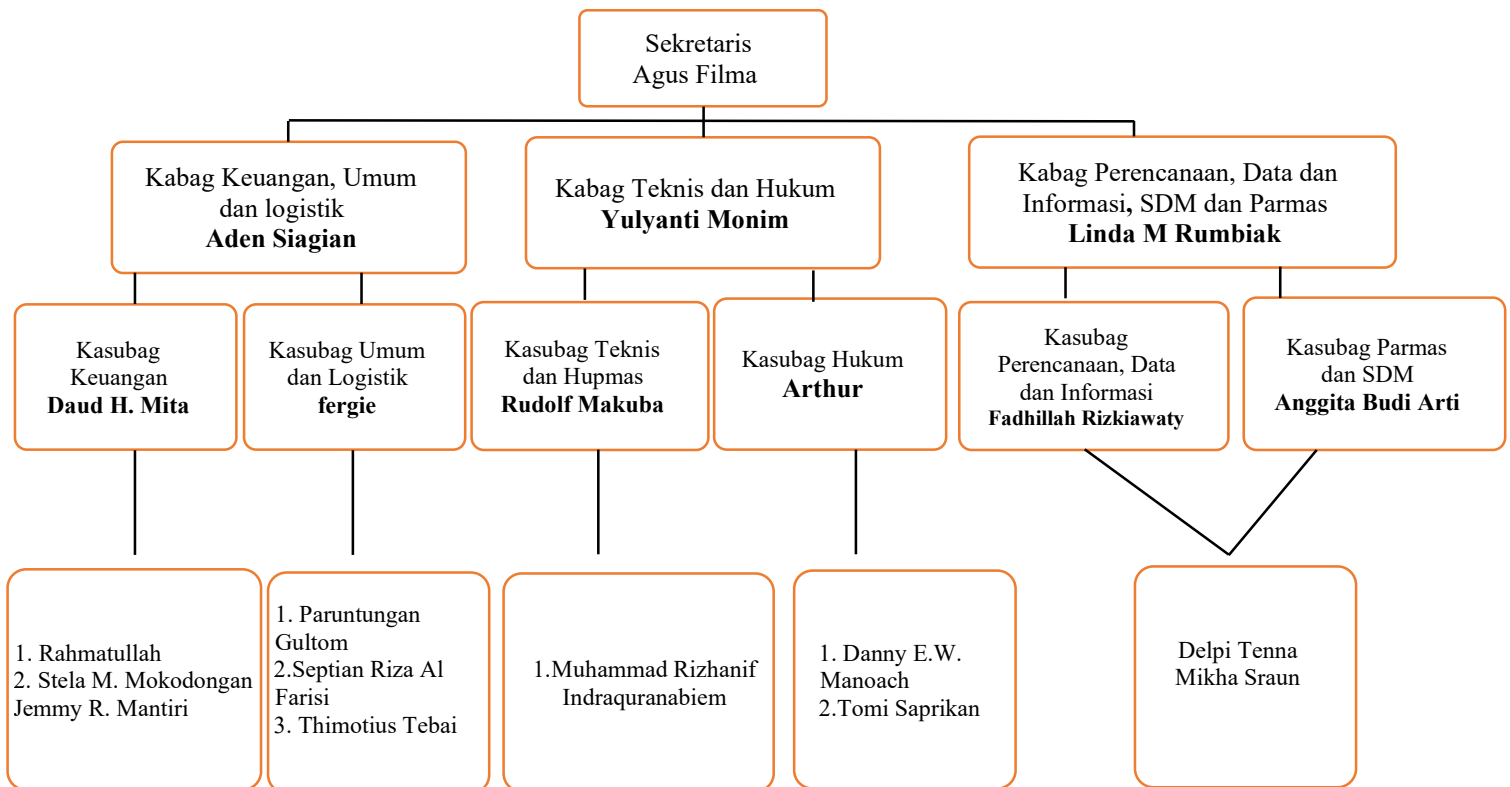 Sekretaris
Agus Filma
Kabag Keuangan, Umum
dan logistik
Aden Siagian
Kabag Teknis dan Hukum
Yulyanti Monim
Kabag Perencanaan, Data dan
Informasi, SDM dan Parmas
Linda M Rumbiak
Kasubag
Keuangan
Daud H. Mita
Kasubag Umum
dan Logistik
fergie
Kasubag Teknis
dan Hupmas
Rudolf Makuba
Kasubag Hukum
Arthur
Kasubag
Perencanaan, Data
dan Informasi
Fadhillah Rizkiawaty
Kasubag Parmas
dan SDM
Anggita Budi Arti
1. Rahmatullah
2. Stela M. Mokodongan
Jemmy R. Mantiri
1. Paruntungan
Gultom
2.Septian Riza Al
Farisi
3. Thimotius Tebai
1.Muhammad Rizhanif
Indraquranabiem
1. Danny E.W.
Manoach
2.Tomi Saprikan
Delpi Tenna
Mikha Sraun